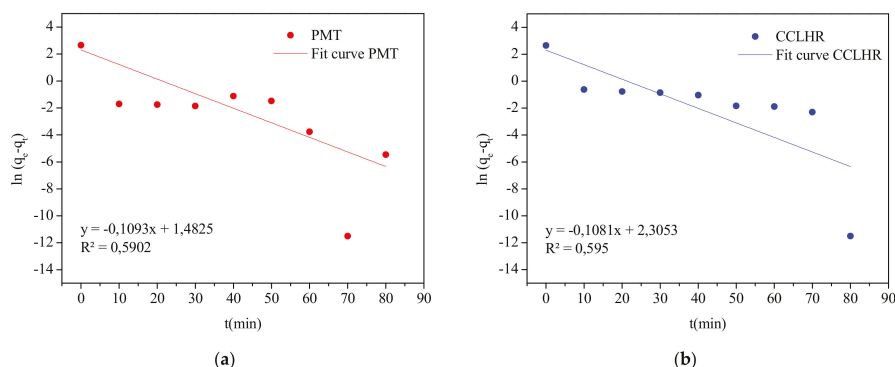 4
2
0
-2
-4
-6
-8
-10
-12
-14
ln (qe-qt)
PMT
Fit curve PMT
y = -0,1093x + 1,4825
R² = 0,5902
0 10 20 30 40 50 60 70 80 90
t(min)
(a)
4
2
0
-2
-4
-6
-8
-10
-12
-14
ln (qe-qt)
CCLHR
Fit curve CCLHR
y = -0,1081x + 2,3053
R² = 0,595
0 10 20 30 40 50 60 70 80 90
t(min)
(b)